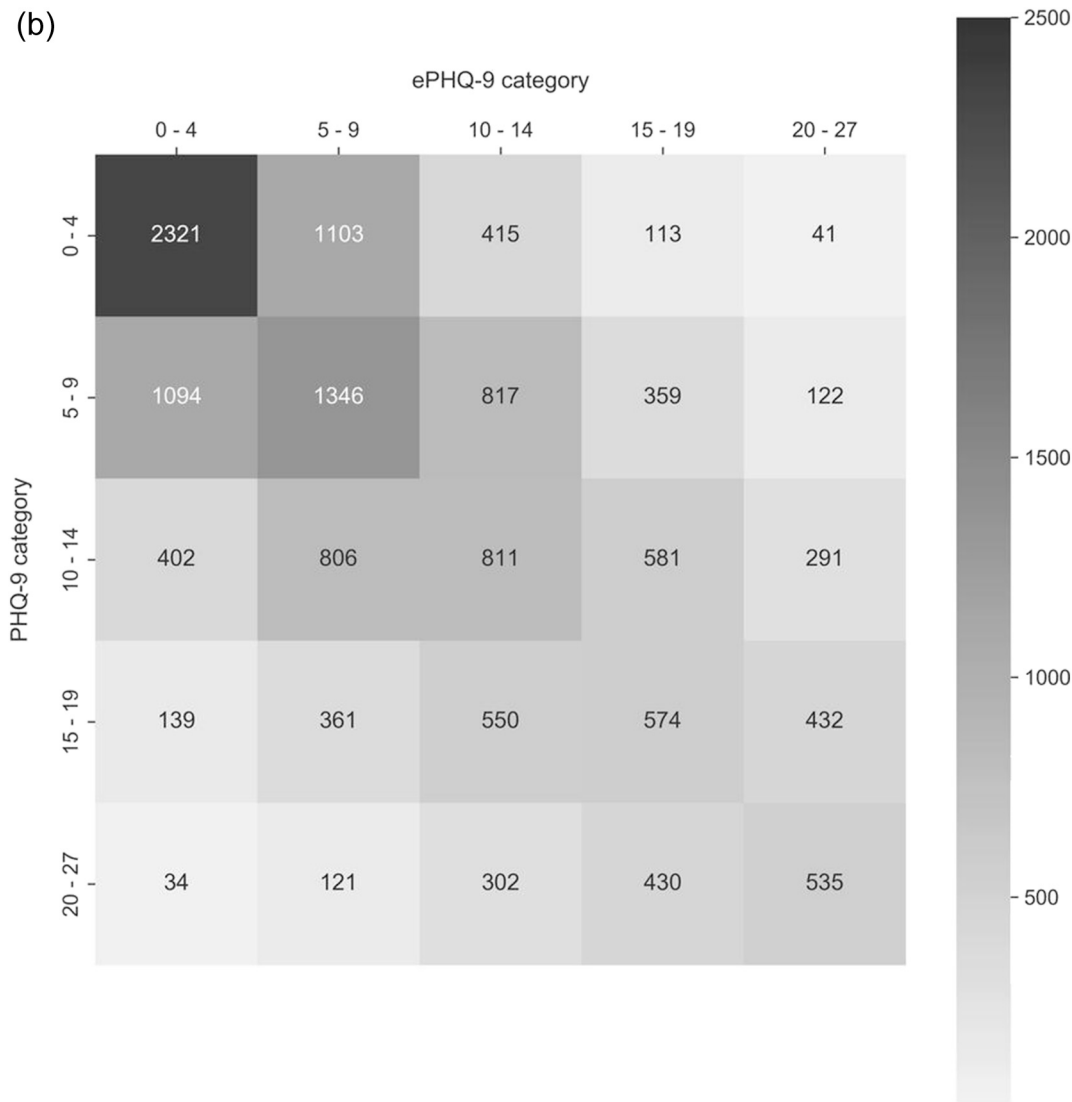 (b)
ePHQ-9 category
0 - 4 5 - 9 10 - 14 15 - 19 20 - 27
PHQ-9 category
0 - 4 2321 1103 415 113 41
5 - 9 1094 1346 817 359 122
10 - 14 402 806 811 581 291
15 - 19 139 361 550 574 432
20 - 27 34 121 302 430 535
2500
2000
1500
1000
500